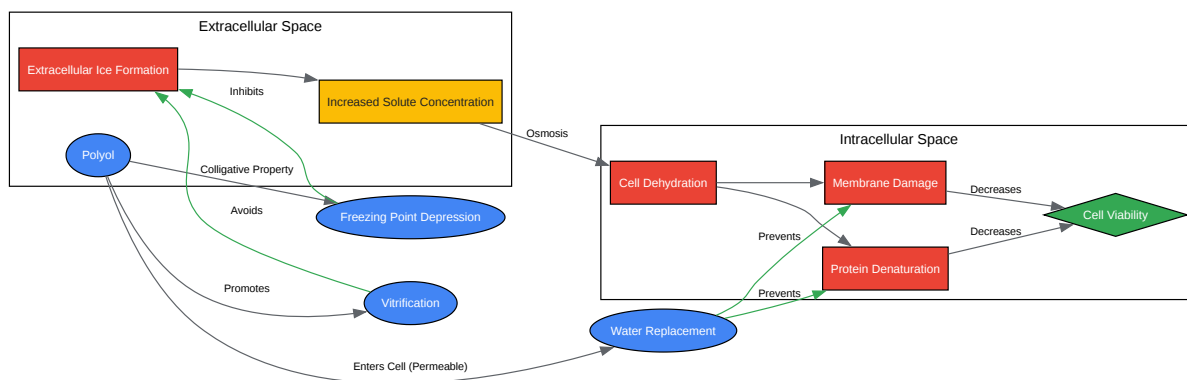 Extracellular Space
Extracellular Ice Formation
Inhibits
Increased Solute Concentration
Osmosis
Intracellular Space
Polyol
Colligative Property
Cell Dehydration
Membrane Damage
Decreases
Avoids
Freezing Point Depression
Cell Viability
Prevents
Decreases
Protein Denaturation
Promotes
Vitrification
Prevents
Water Replacement
Enters Cell (Permeable)